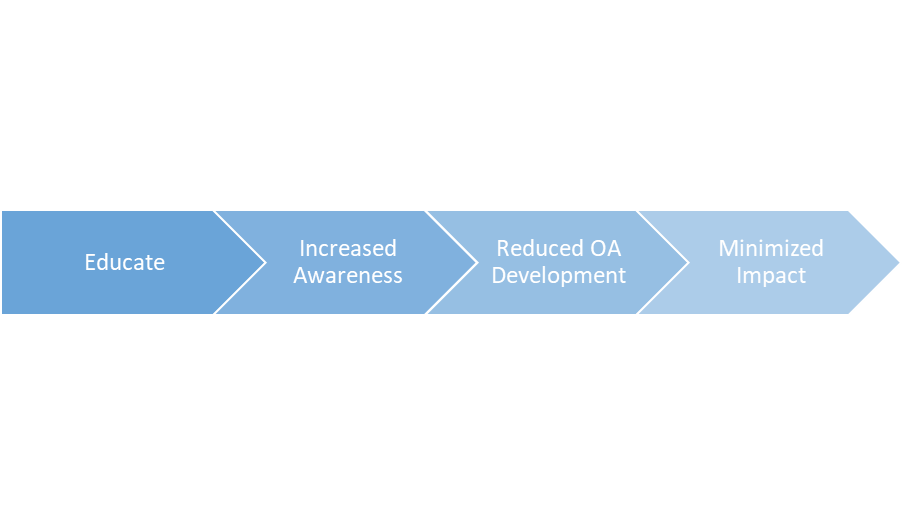 Educate
Increased
Awareness
Reduced OA
Development
Minimized
Impact